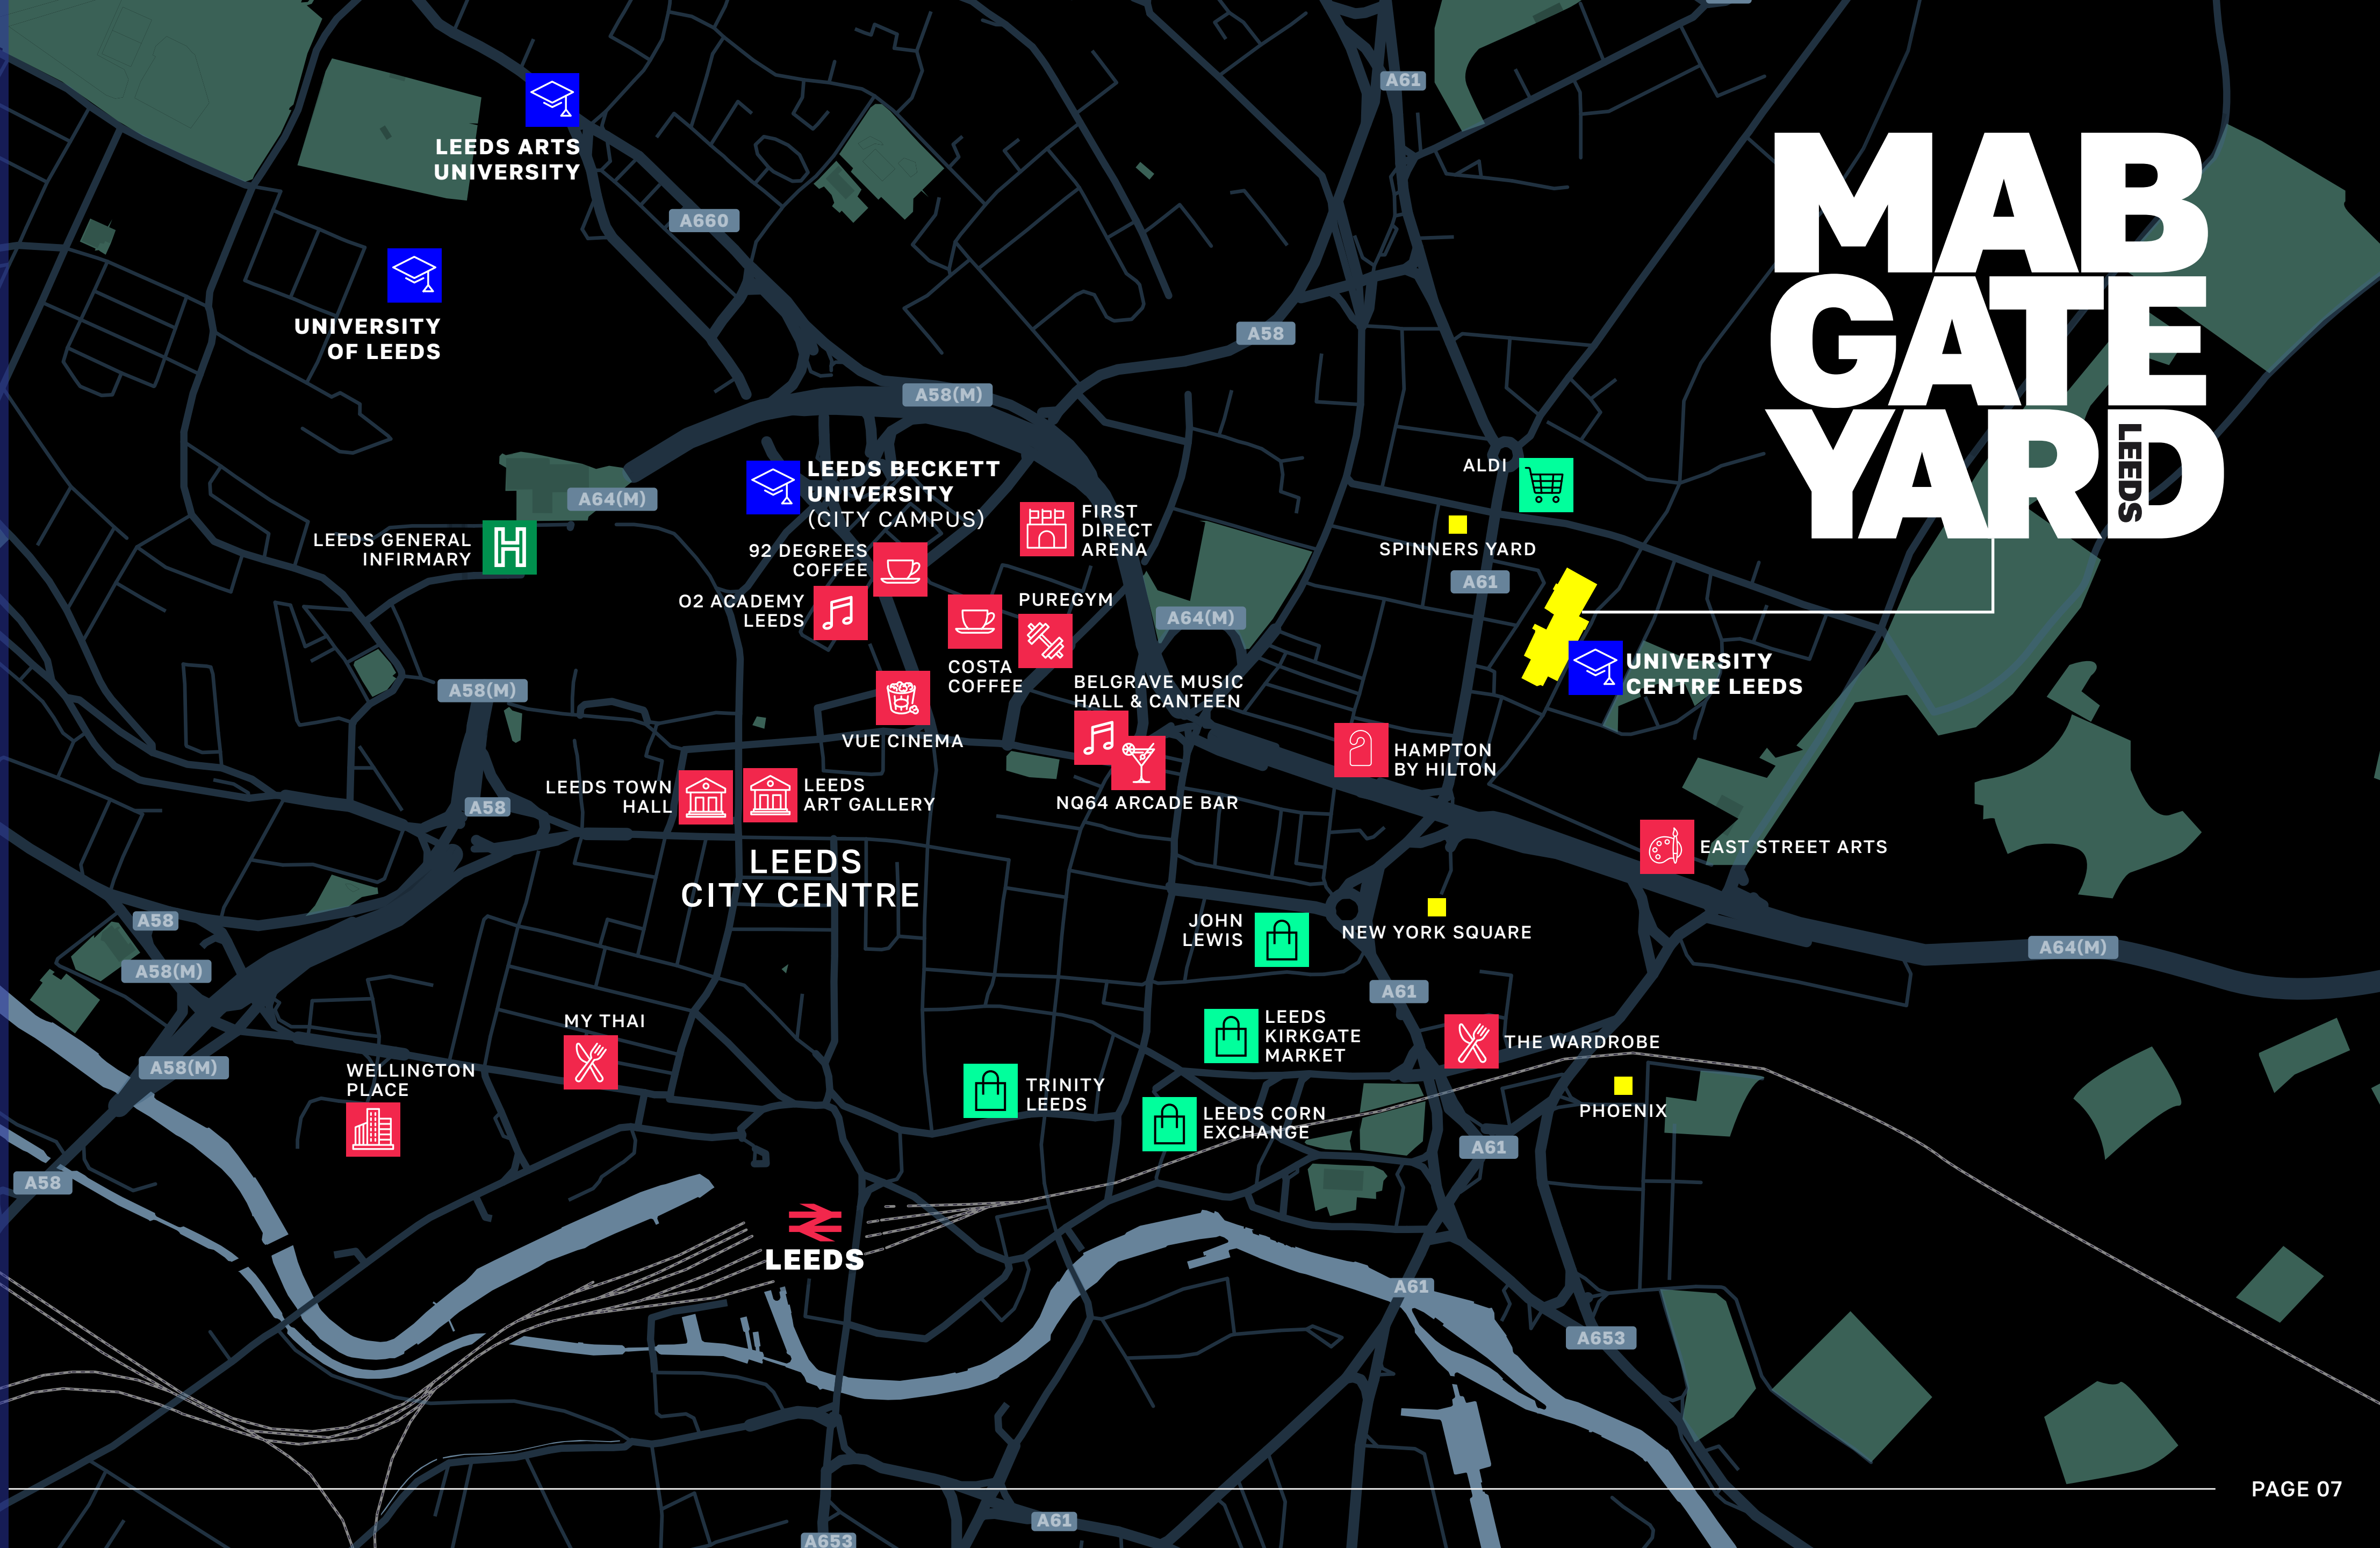 A61
MAB
GATE
YARD
LEEDS
LEEDS ARTS
UNIVERSITY
A660
UNIVERSITY
OF LEEDS
A58
A58(M)
LEEDS BECKETT
UNIVERSITY
(CITY CAMPUS)
A64(M)
LEEDS GENERAL
INFIRMARY
FIRST
DIRECT
ARENA
ALDI
SPINNERS YARD
92 DEGREES
COFFEE
O2 ACADEMY
LEEDS
A61
PUREGYM
A64(M)
COSTA
COFFEE
UNIVERSITY
CENTRE LEEDS
A58(M)
BELGRAVE MUSIC
HALL & CANTEEN
VUE CINEMA
HAMPTON
BY HILTON
LEEDS TOWN
HALL
LEEDS
ART GALLERY
NQ64 ARCADE BAR
A58
EAST STREET ARTS
LEEDS
CITY CENTRE
A58
JOHN
LEWIS
NEW YORK SQUARE
A64(M)
A58(M)
A61
MY THAI
LEEDS
KIRKGATE
MARKET
THE WARDROBE
A58(M)
WELLINGTON
PLACE
TRINITY
LEEDS
LEEDS CORN
EXCHANGE
PHOENIX
A61
A58
LEEDS
A61
A653
PAGE 07
A61
A653